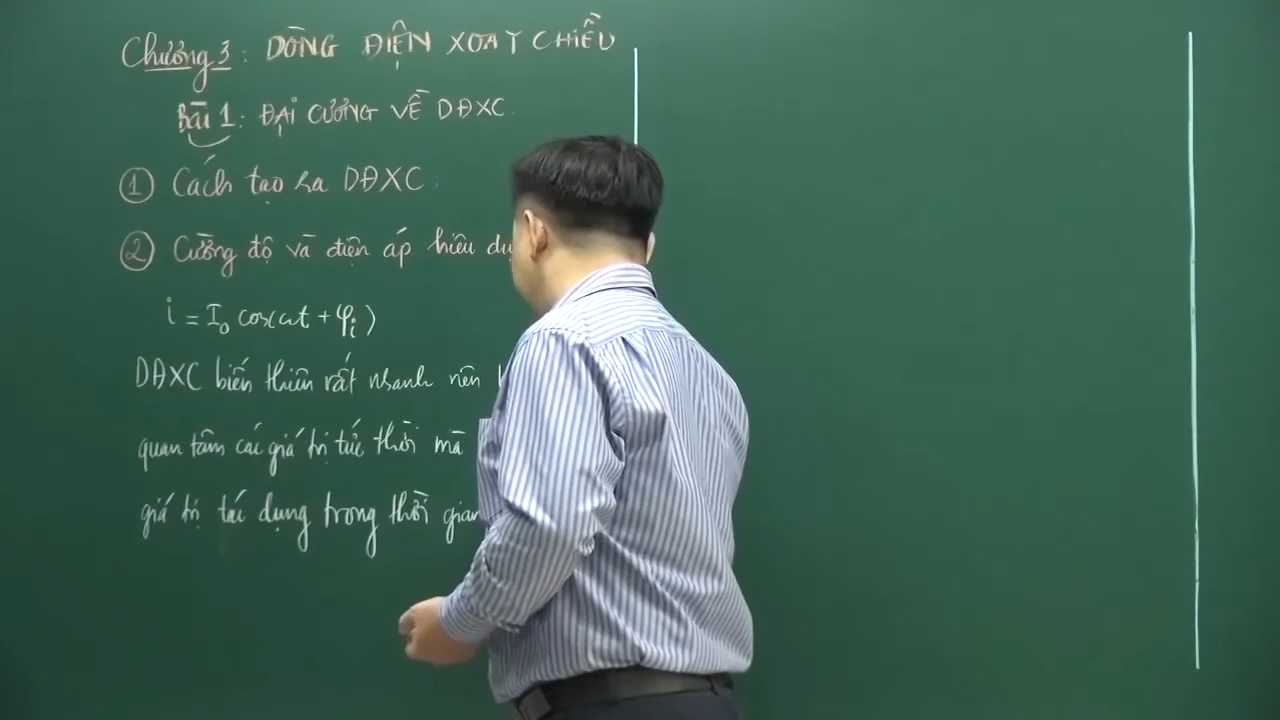 Chương 3: DÒNG ĐIỆN XOAY CHIỀU
Bài 1: ĐẠI CƯƠNG VỀ DĐXC.
① Cách tạo ra DĐXC.
② Cường độ và điện áp hiệu
i = I₀ cos(ωt + φᵢ)
DĐXC biến thiên rất nhanh nên
quan tâm các giá trị tức thời mà
giá trị tác dụng trong thời gian